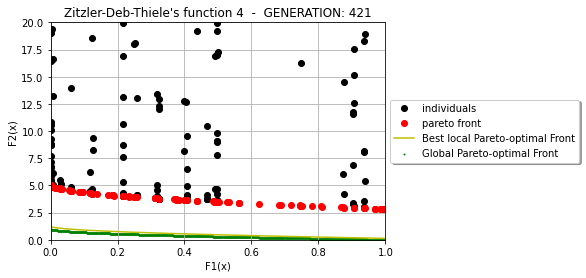 Zitzler-Deb-Thiele's function 4 - GENERATION: 421
20.0
17.5
15.0
12.5
10.0
7.5
5.0
2.5
0.0
F2(x)
0.0 0.2 0.4 0.6 0.8 1.0
F1(x)
individuals
pareto front
Best local Pareto-optimal Front
Global Pareto-optimal Front